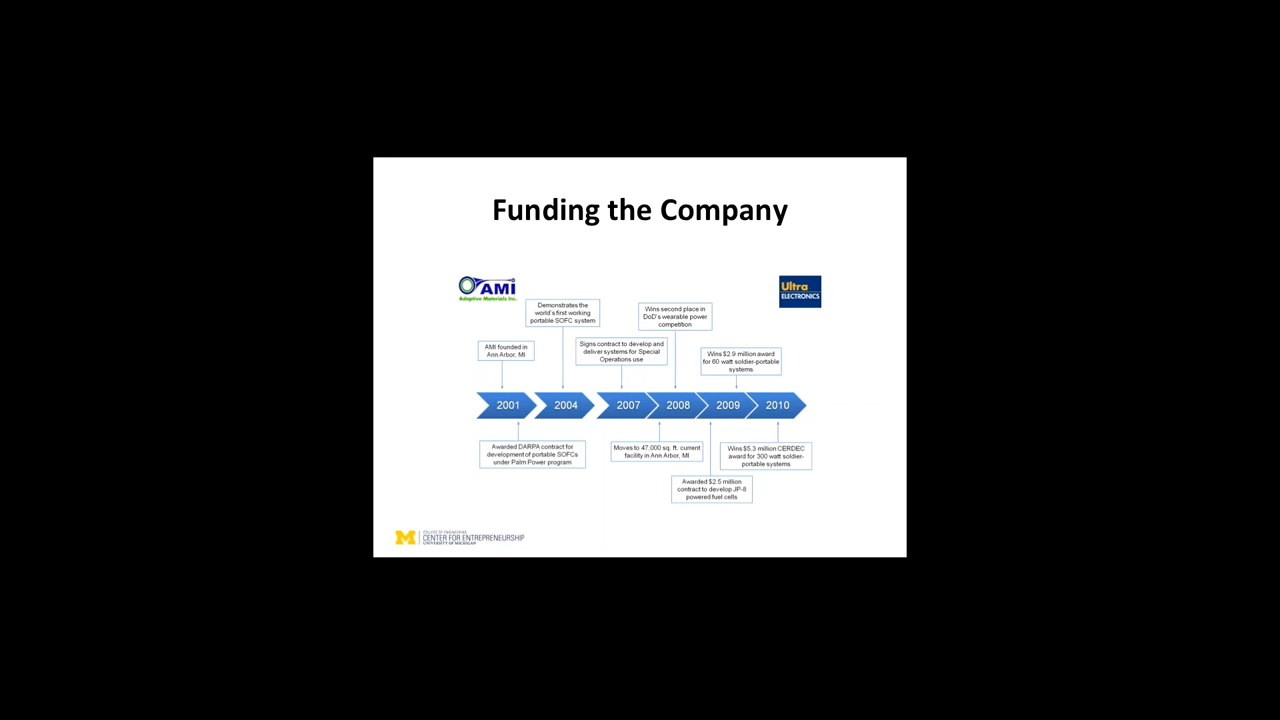 Funding the Company
AMI
Adaptive Materials Inc.
Ultra
ELECTRONICS
Demonstrates the
world's first working
portable SOFC system
Wins second place in
DoD's wearable power
competition
AMI founded in
Ann Arbor, MI
Signs contract to develop and
deliver systems for Special
Operations use
Wins $2.9 million award
for 60 watt soldier-portable
systems
2001
2004
2007
2008
2009
2010
Awarded DARPA contract for
development of portable SOFCs
under Palm Power program
Moves to 47,000 sq. ft. current
facility in Ann Arbor, MI
Wins $5.3 million CERDEC
award for 300 watt soldier-
portable systems
Awarded $2.5 million
contract to develop JP-8
powered fuel cells
M
COLLEGE OF ENGINEERING
CENTER FOR ENTREPRENEURSHIP
UNIVERSITY OF MICHIGAN